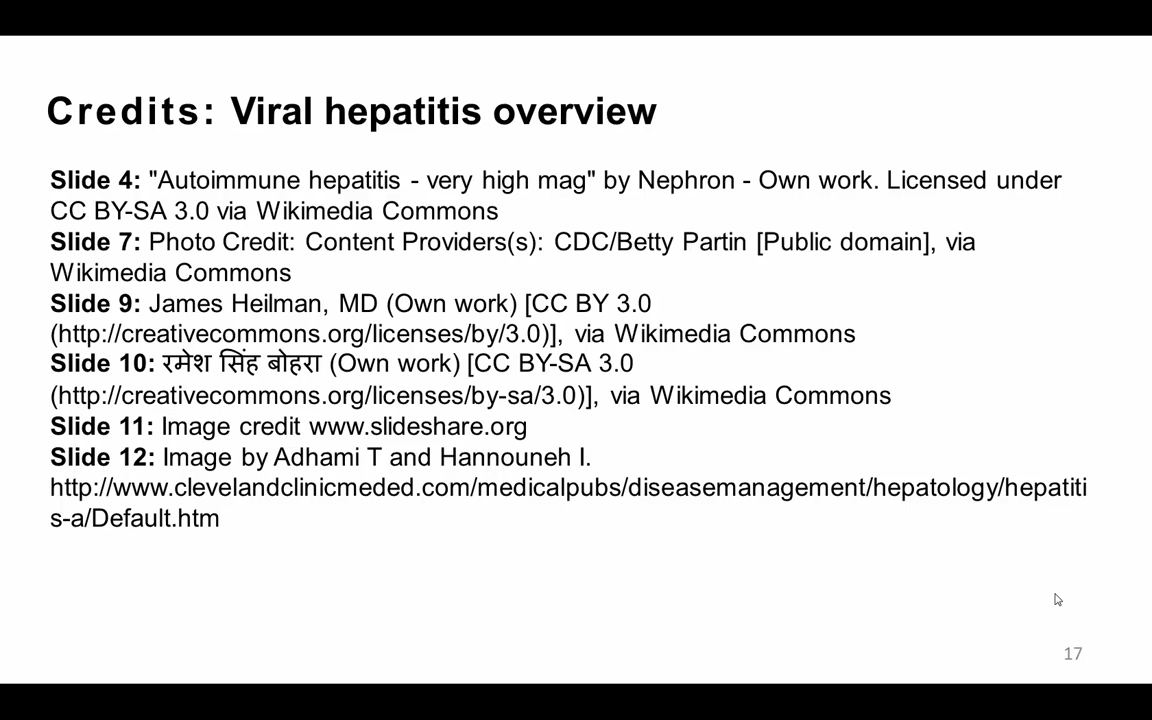 Credits: Viral hepatitis overview
Slide 4: "Autoimmune hepatitis - very high mag" by Nephron - Own work. Licensed under
CC BY-SA 3.0 via Wikimedia Commons
Slide 7: Photo Credit: Content Providers(s): CDC/Betty Partin [Public domain], via
Wikimedia Commons
Slide 9: James Heilman, MD (Own work) [CC BY 3.0
(http://creativecommons.org/licenses/by/3.0)], via Wikimedia Commons
Slide 10: रमेश सिंह बोहरा (Own work) [CC BY-SA 3.0
(http://creativecommons.org/licenses/by-sa/3.0)], via Wikimedia Commons
Slide 11: Image credit www.slideshare.org
Slide 12: Image by Adhami T and Hannouneh I.
http://www.clevelandclinicmeded.com/medicalpubs/diseasemanagement/hepatology/hepatiti
s-a/Default.htm
17